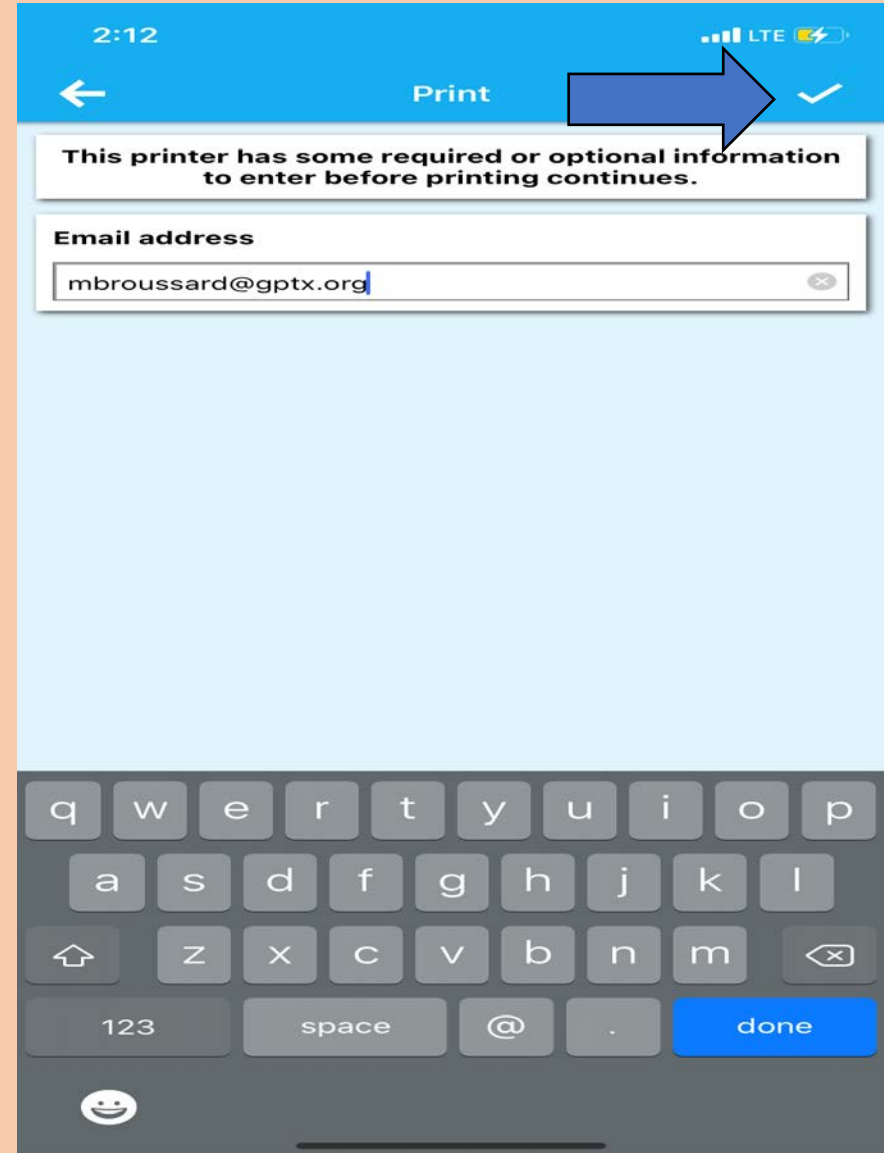 2:12 LTE
Print
This printer has some required or optional information
to enter before printing continues.
Email address
mbroussard@gptx.org
q w e r t y u i o p
a s d f g h j k l
z x c v b n m
123 space @ . done